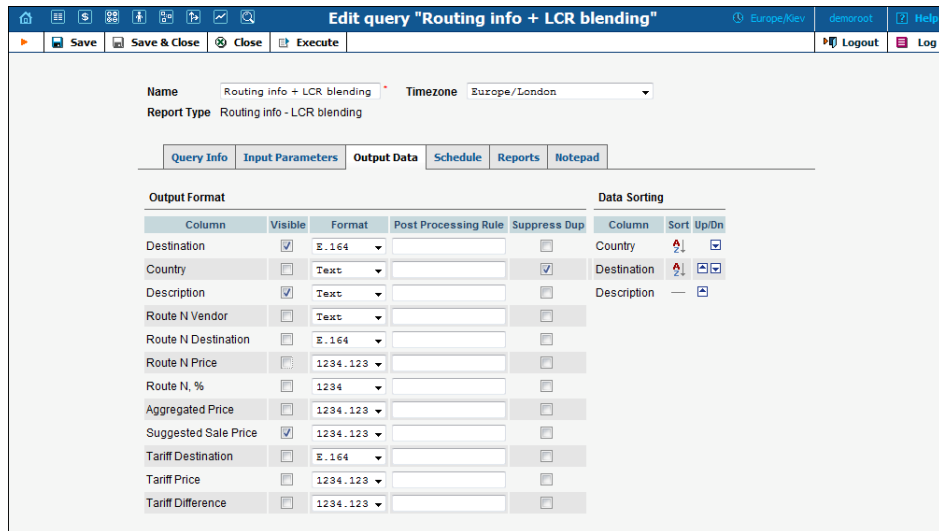 Edit query "Routing info + LCR blending" Europe/Kiev demoroot Help
Save Save & Close Close Execute Logout Log
Name Routing info + LCR blending * Timezone Europe/London
Report Type Routing info - LCR blending
Query Info Input Parameters Output Data Schedule Reports Notepad
Output Format Data Sorting
Column Visible Format Post Processing Rule Suppress Dup Column Sort Up/Dn
Destination E.164 Country
Country Text Destination
Description Text Description
Route N Vendor Text
Route N Destination E.164
Route N Price 1234.123
Route N, % 1234
Aggregated Price 1234.123
Suggested Sale Price 1234.123
Tariff Destination E.164
Tariff Price 1234.123
Tariff Difference 1234.123